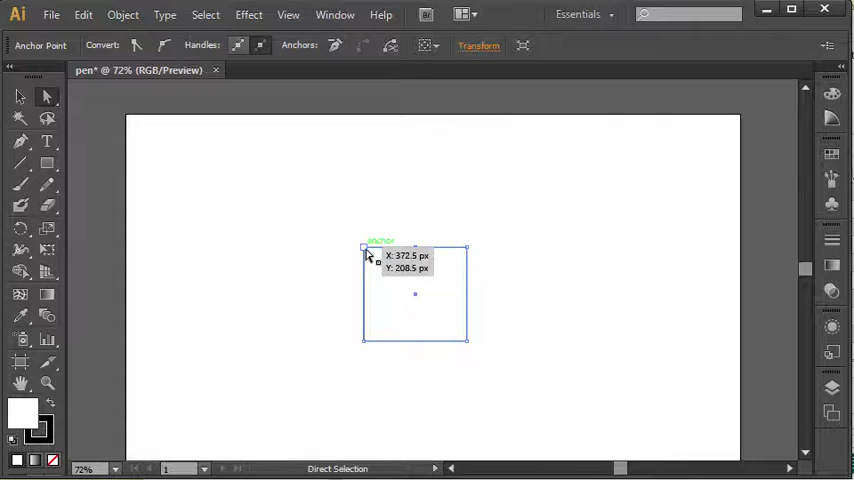 Ai File Edit Object Type Select Effect View Window Help Br Essentials
Anchor Point Convert: Handles: Anchors: Transform
pen* @ 72% (RGB/Preview) ×
anchor
X: 372.5 px
Y: 208.5 px
72% 1 Direct Selection